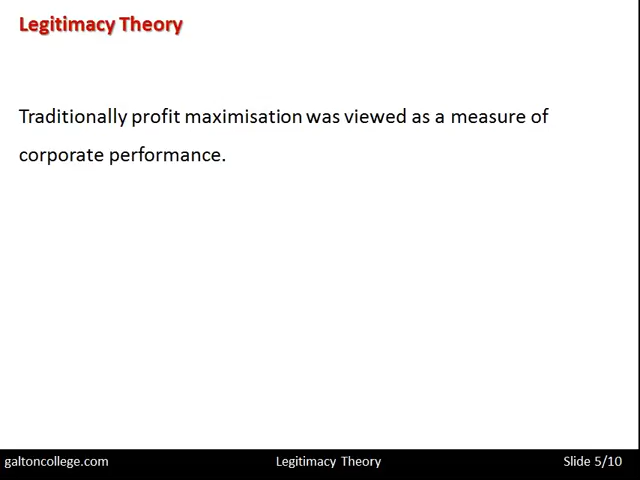 Legitimacy Theory
Traditionally profit maximisation was viewed as a measure of
corporate performance.
galtoncollege.com
Legitimacy Theory
Slide 5/10